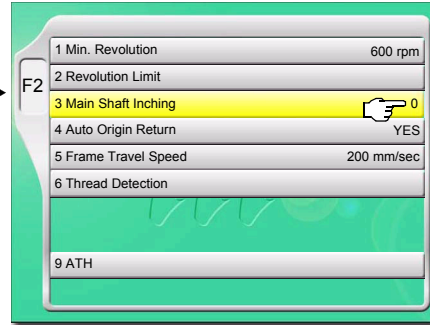 F2
1 Min. Revolution 600 rpm
2 Revolution Limit
3 Main Shaft Inching 0
4 Auto Origin Return YES
5 Frame Travel Speed 200 mm/sec
6 Thread Detection
9 ATH